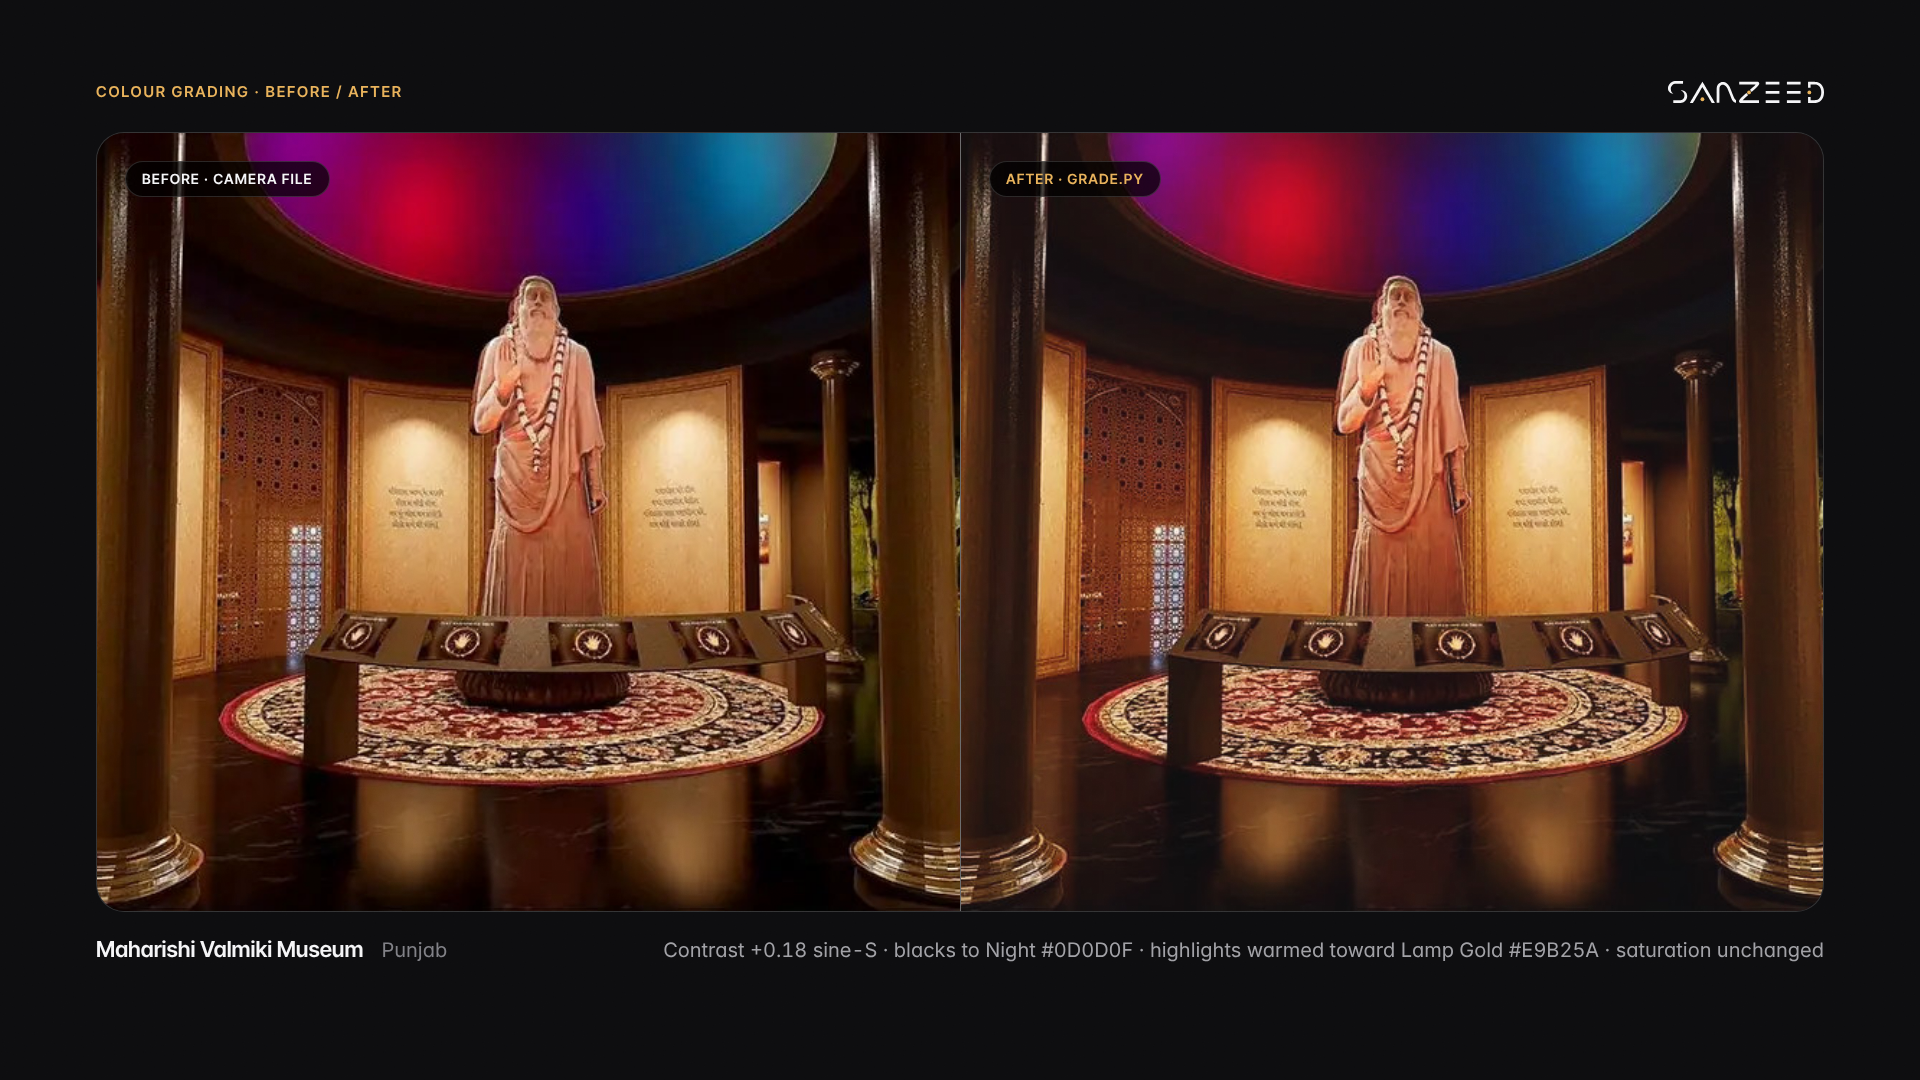 COLOUR GRADING · BEFORE / AFTER
SANZEED
BEFORE · CAMERA FILE
AFTER · GRADE.PY
Maharishi Valmiki Museum Punjab
Contrast +0.18 sine-S · blacks to Night #0D0D0F · highlights warmed toward Lamp Gold #E9B25A · saturation unchanged